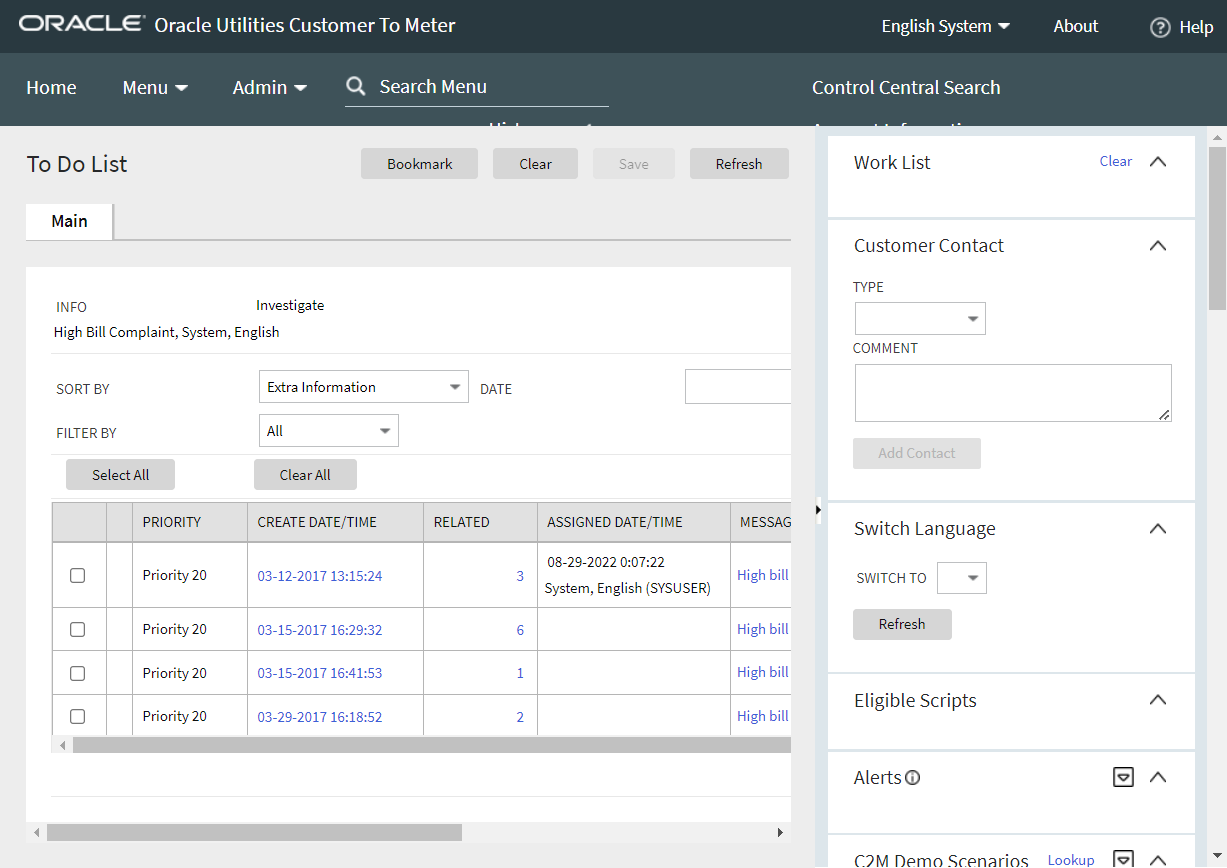 ORACLE Oracle Utilities Customer To Meter
English System
About
? Help
Home
Menu
Admin
Search Menu
Control Central Search
To Do List
Bookmark
Clear
Save
Refresh
Main
INFO
Investigate
High Bill Complaint, System, English
SORT BY
Extra Information
DATE
FILTER BY
All
Select All
Clear All
PRIORITY CREATE DATE/TIME RELATED ASSIGNED DATE/TIME MESSAG
Priority 20 03-12-2017 13:15:24 3 08-29-2022 0:07:22 High bill
System, English (SYSUSER)
Priority 20 03-15-2017 16:29:32 6 High bill
Priority 20 03-15-2017 16:41:53 1 High bill
Priority 20 03-29-2017 16:18:52 2 High bill
Work List
Clear
Customer Contact
TYPE
COMMENT
Add Contact
Switch Language
SWITCH TO
Refresh
Eligible Scripts
Alerts
C2M Demo Scenarios
Lookup